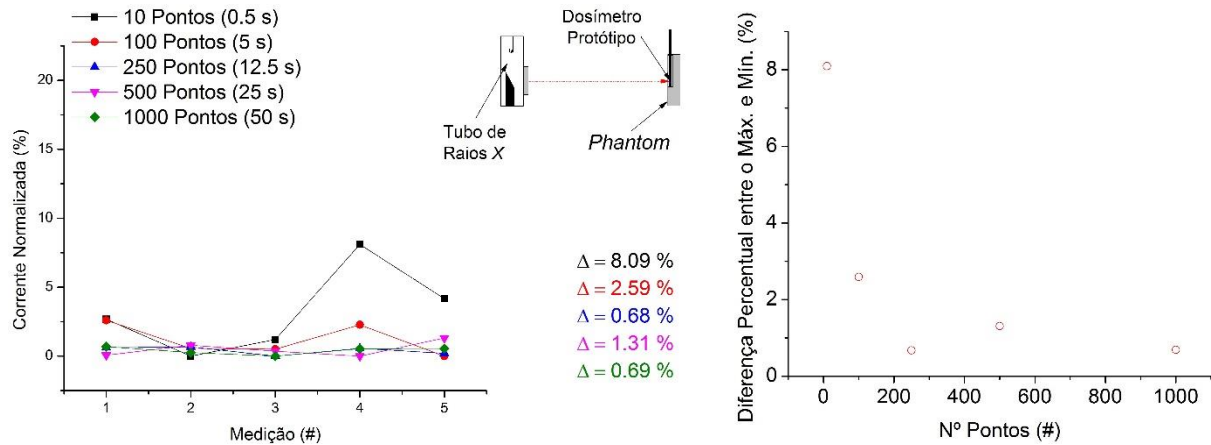 10 Pontos (0.5 s)
100 Pontos (5 s)
250 Pontos (12.5 s)
500 Pontos (25 s)
1000 Pontos (50 s)
Corrente Normalizada (%)
20
15
10
5
0
1 2 3 4 5
Medição (#)
Dosímetro
Protótipo
Tubo de
Raios X
Phantom
Δ = 8.09 %
Δ = 2.59 %
Δ = 0.68 %
Δ = 1.31 %
Δ = 0.69 %
Diferença Percentual entre o Máx. e Mín. (%)
8
6
4
2
0
0 200 400 600 800 1000
Nº Pontos (#)